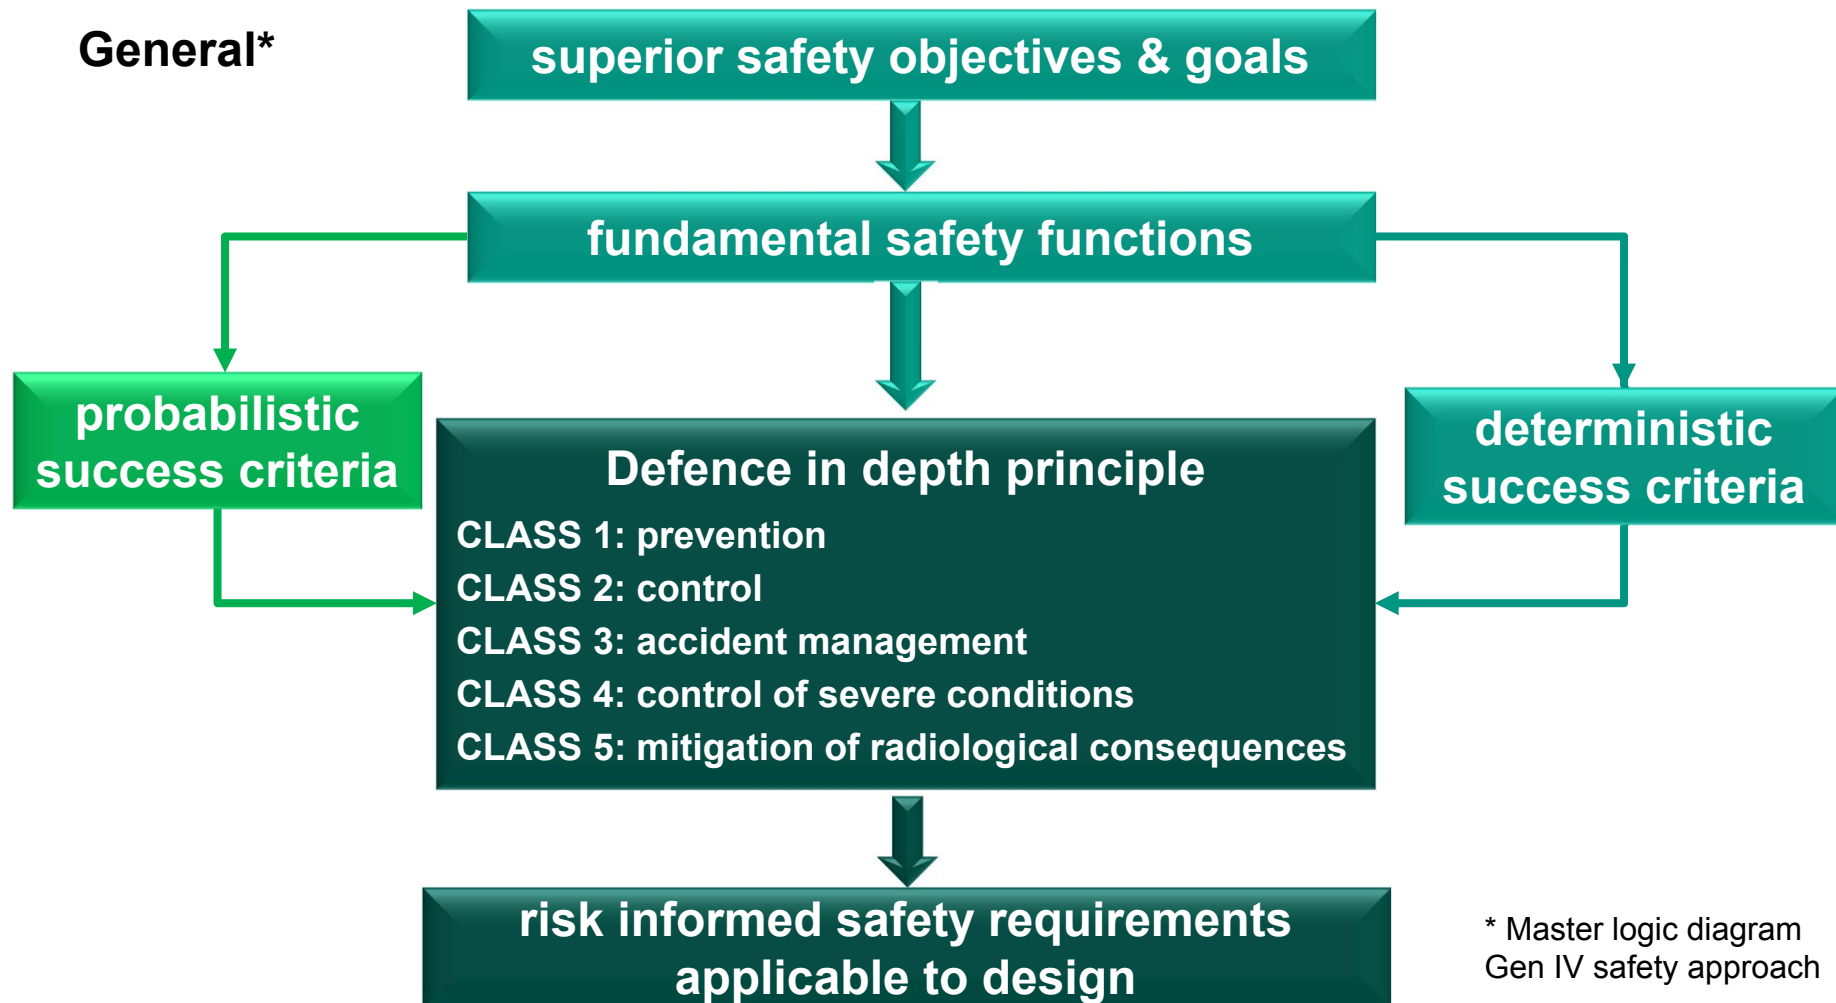 General*
superior safety objectives & goals
fundamental safety functions
probabilistic
success criteria
Defence in depth principle
CLASS 1: prevention
CLASS 2: control
CLASS 3: accident management
CLASS 4: control of severe conditions
CLASS 5: mitigation of radiological consequences
deterministic
success criteria
risk informed safety requirements
applicable to design
* Master logic diagram
Gen IV safety approach